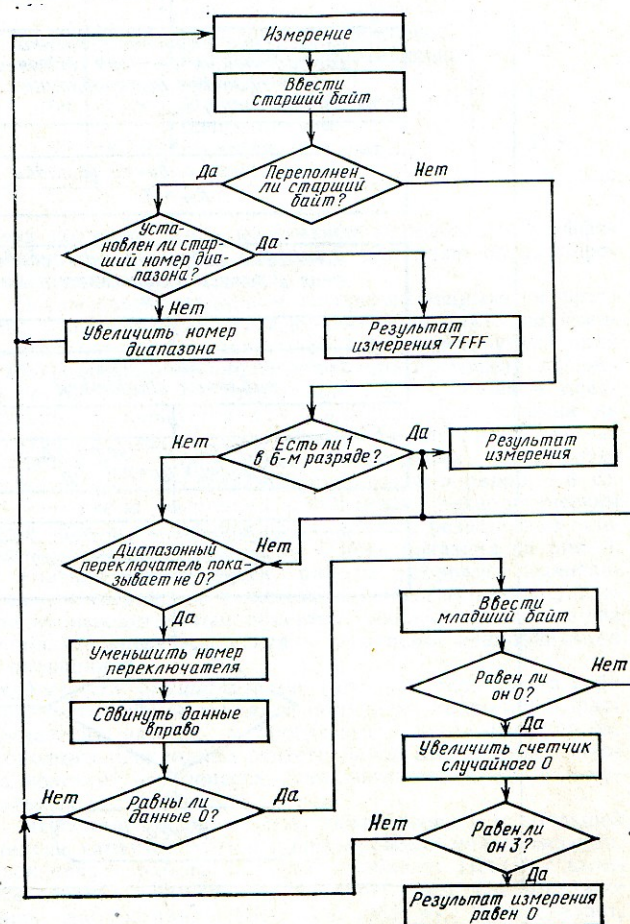 Измерение
Ввести
старший байт
Да
Переполнен
ли старший
байт?
Нет
Уста-
новлен ли стар-
ший номер диа-
пазона?
Да
Нет
Увеличить номер
диапазона
Результат
измерения 7FFF
Нет
Есть ли 1
в 6-м разряде?
Да
Результат
измерения
Диапазонный
переключатель пока-
зывает не 0?
Нет
Да
Ввести
младший байт
Уменьшить номер
переключателя
Равен ли
он 0?
Нет
Сдвинуть данные
вправо
Да
Увеличить счетчик
случайного 0
Нет
Равны ли
данные 0?
Да
Нет
Равен ли
он 3?
Да
Результат измерения
равен 0